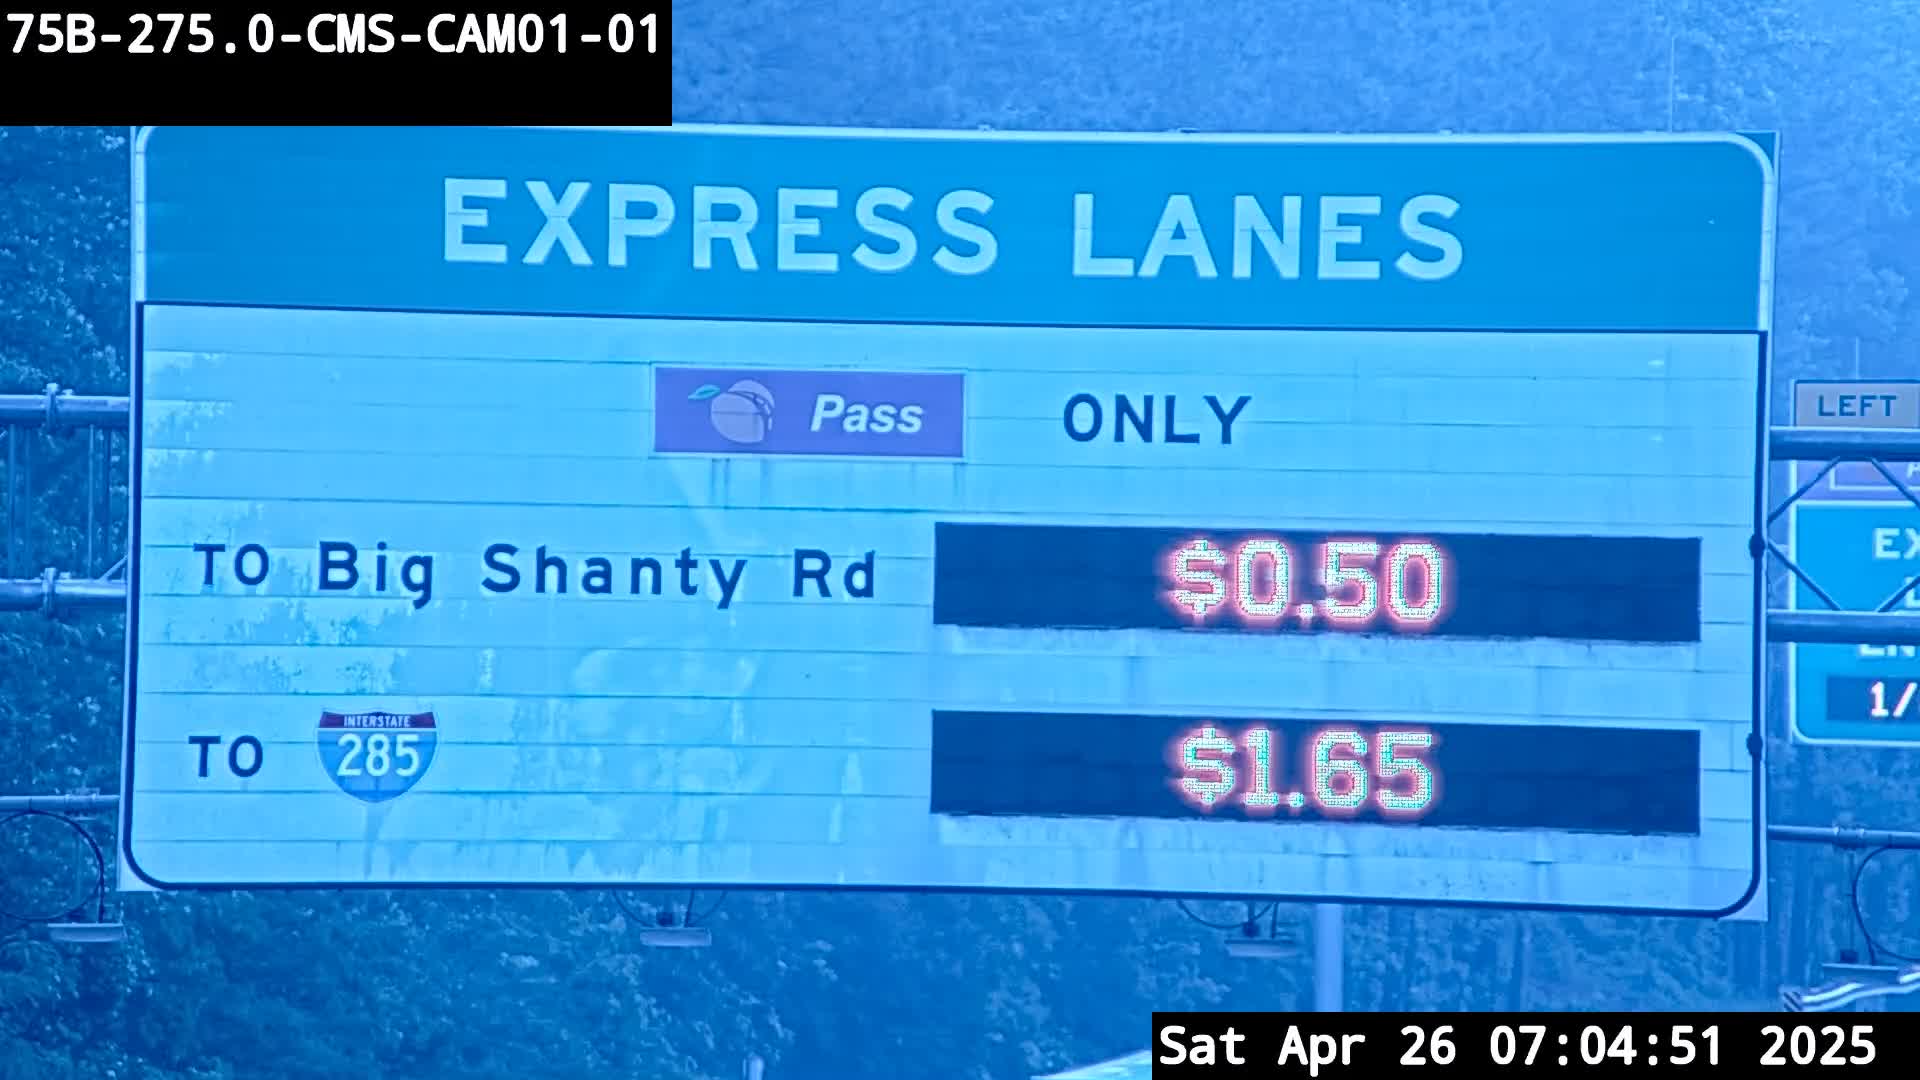 75B-275.0-CMS-CAM01-01
EXPRESS LANES
Pass ONLY
TO Big Shanty Rd $0.50
TO INTERSTATE 285 $1.65
LEFT
1/
Sat Apr 26 07:04:51 2025